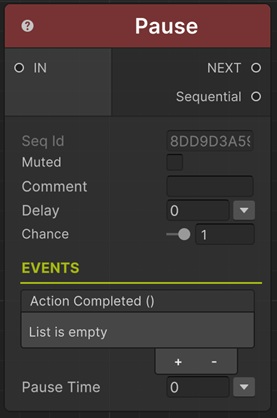 Pause
IN
NEXT
Sequential
Seq Id
8DD9D3A59
Muted
Comment
Delay
0
Chance
1
EVENTS
Action Completed ()
List is empty
+ -
Pause Time
0